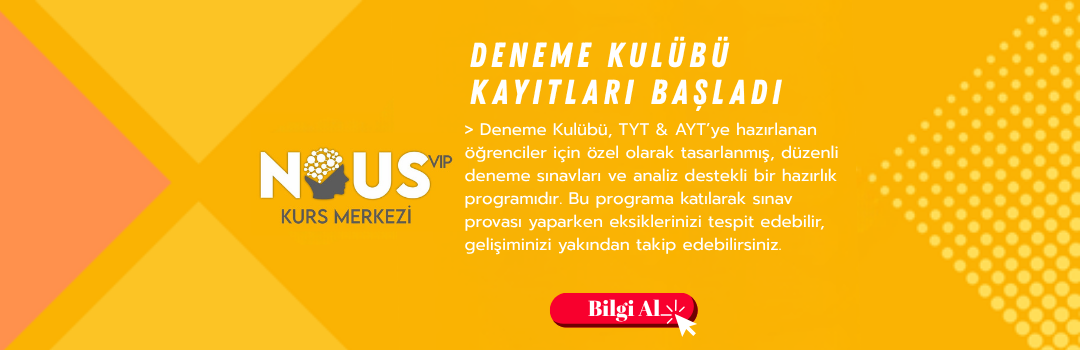 DENEME KULÜBÜ
KAYITLARI BAŞLADI
> Deneme Kulübü, TYT & AYT'ye hazırlanan
öğrenciler için özel olarak tasarlanmış, düzenli
deneme sınavları ve analiz destekli bir hazırlık
programıdır. Bu programa katılarak sınav
provası yaparken eksiklerinizi tespit edebilir,
gelişiminizi yakından takip edebilirsiniz.
NOUS VIP
KURS MERKEZİ
Bilgi Al